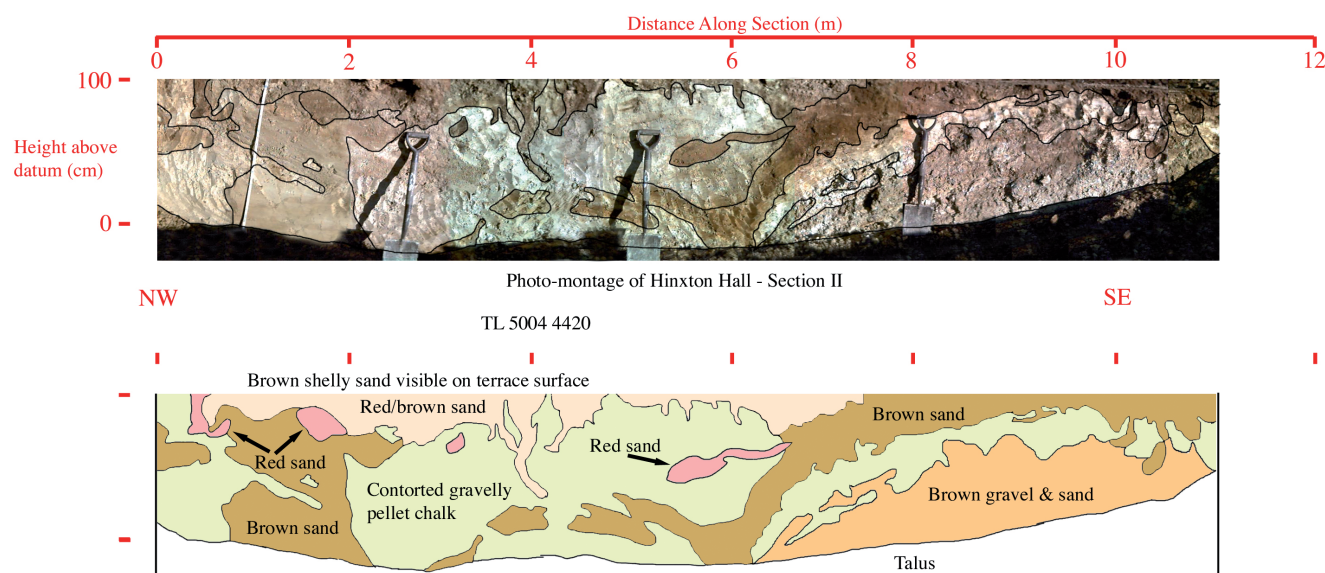 Distance Along Section (m)
0 2 4 6 8 10 12
100
Height above
datum (cm)
0
Photo-montage of Hinxton Hall - Section II
NW
SE
TL 5004 4420
Brown shelly sand visible on terrace surface
Red/brown sand
Brown sand
Red sand
Red sand
Contorted gravelly
pellet chalk
Brown gravel & sand
Brown sand
Talus